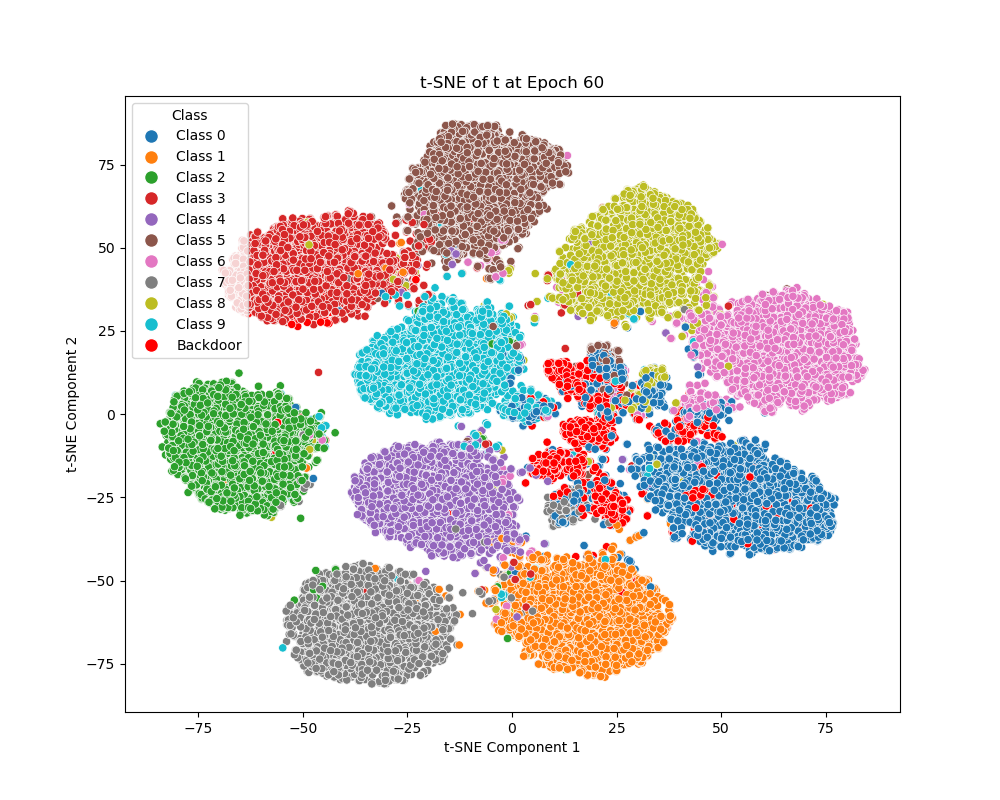 t-SNE of t at Epoch 60
Class
Class 0
Class 1
Class 2
Class 3
Class 4
Class 5
Class 6
Class 7
Class 8
Class 9
Backdoor
75
50
25
0
−25
−50
−75
t-SNE Component 2
−75 −50 −25 0 25 50 75
t-SNE Component 1